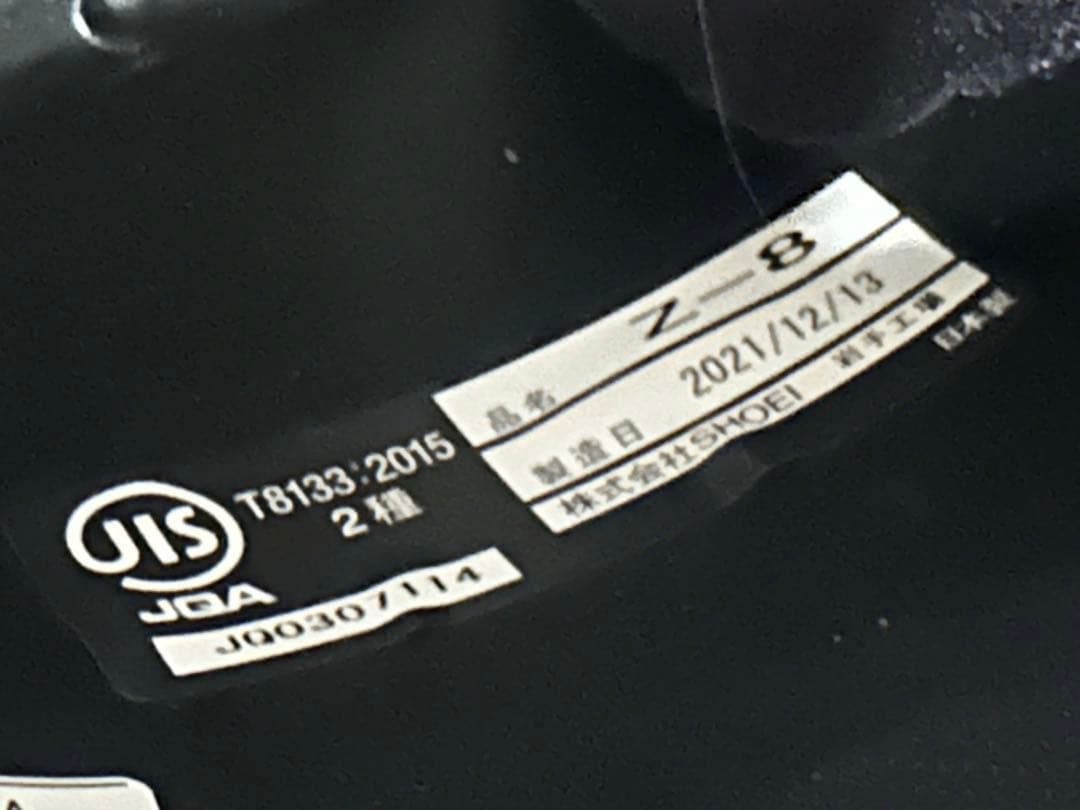 JIS
JQA
T8133:2015
2種
JQ0307114
品名 Z-8
製造日 2021/12/13
株式会社SHOEI 岩手工場
日本製